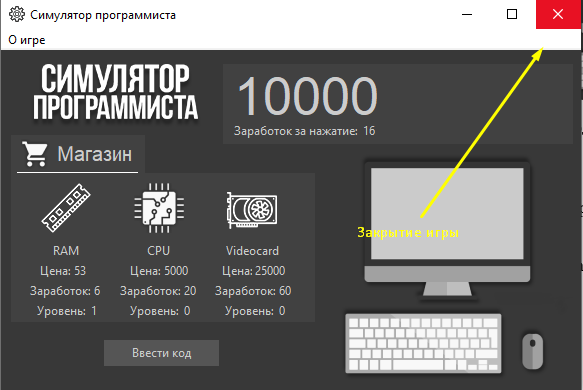 Симулятор программиста
О игре
СИМУЛЯТОР
ПРОГРАММИСТА
10000
Заработок за нажатие: 16
Магазин
RAM CPU Videocard
Цена: 53 Цена: 5000 Цена:25000
Заработок: 6 Заработок: 20 Заработок: 60
Уровень: 1 Уровень: 0 Уровень: 0
Закрытие игры
Ввести код